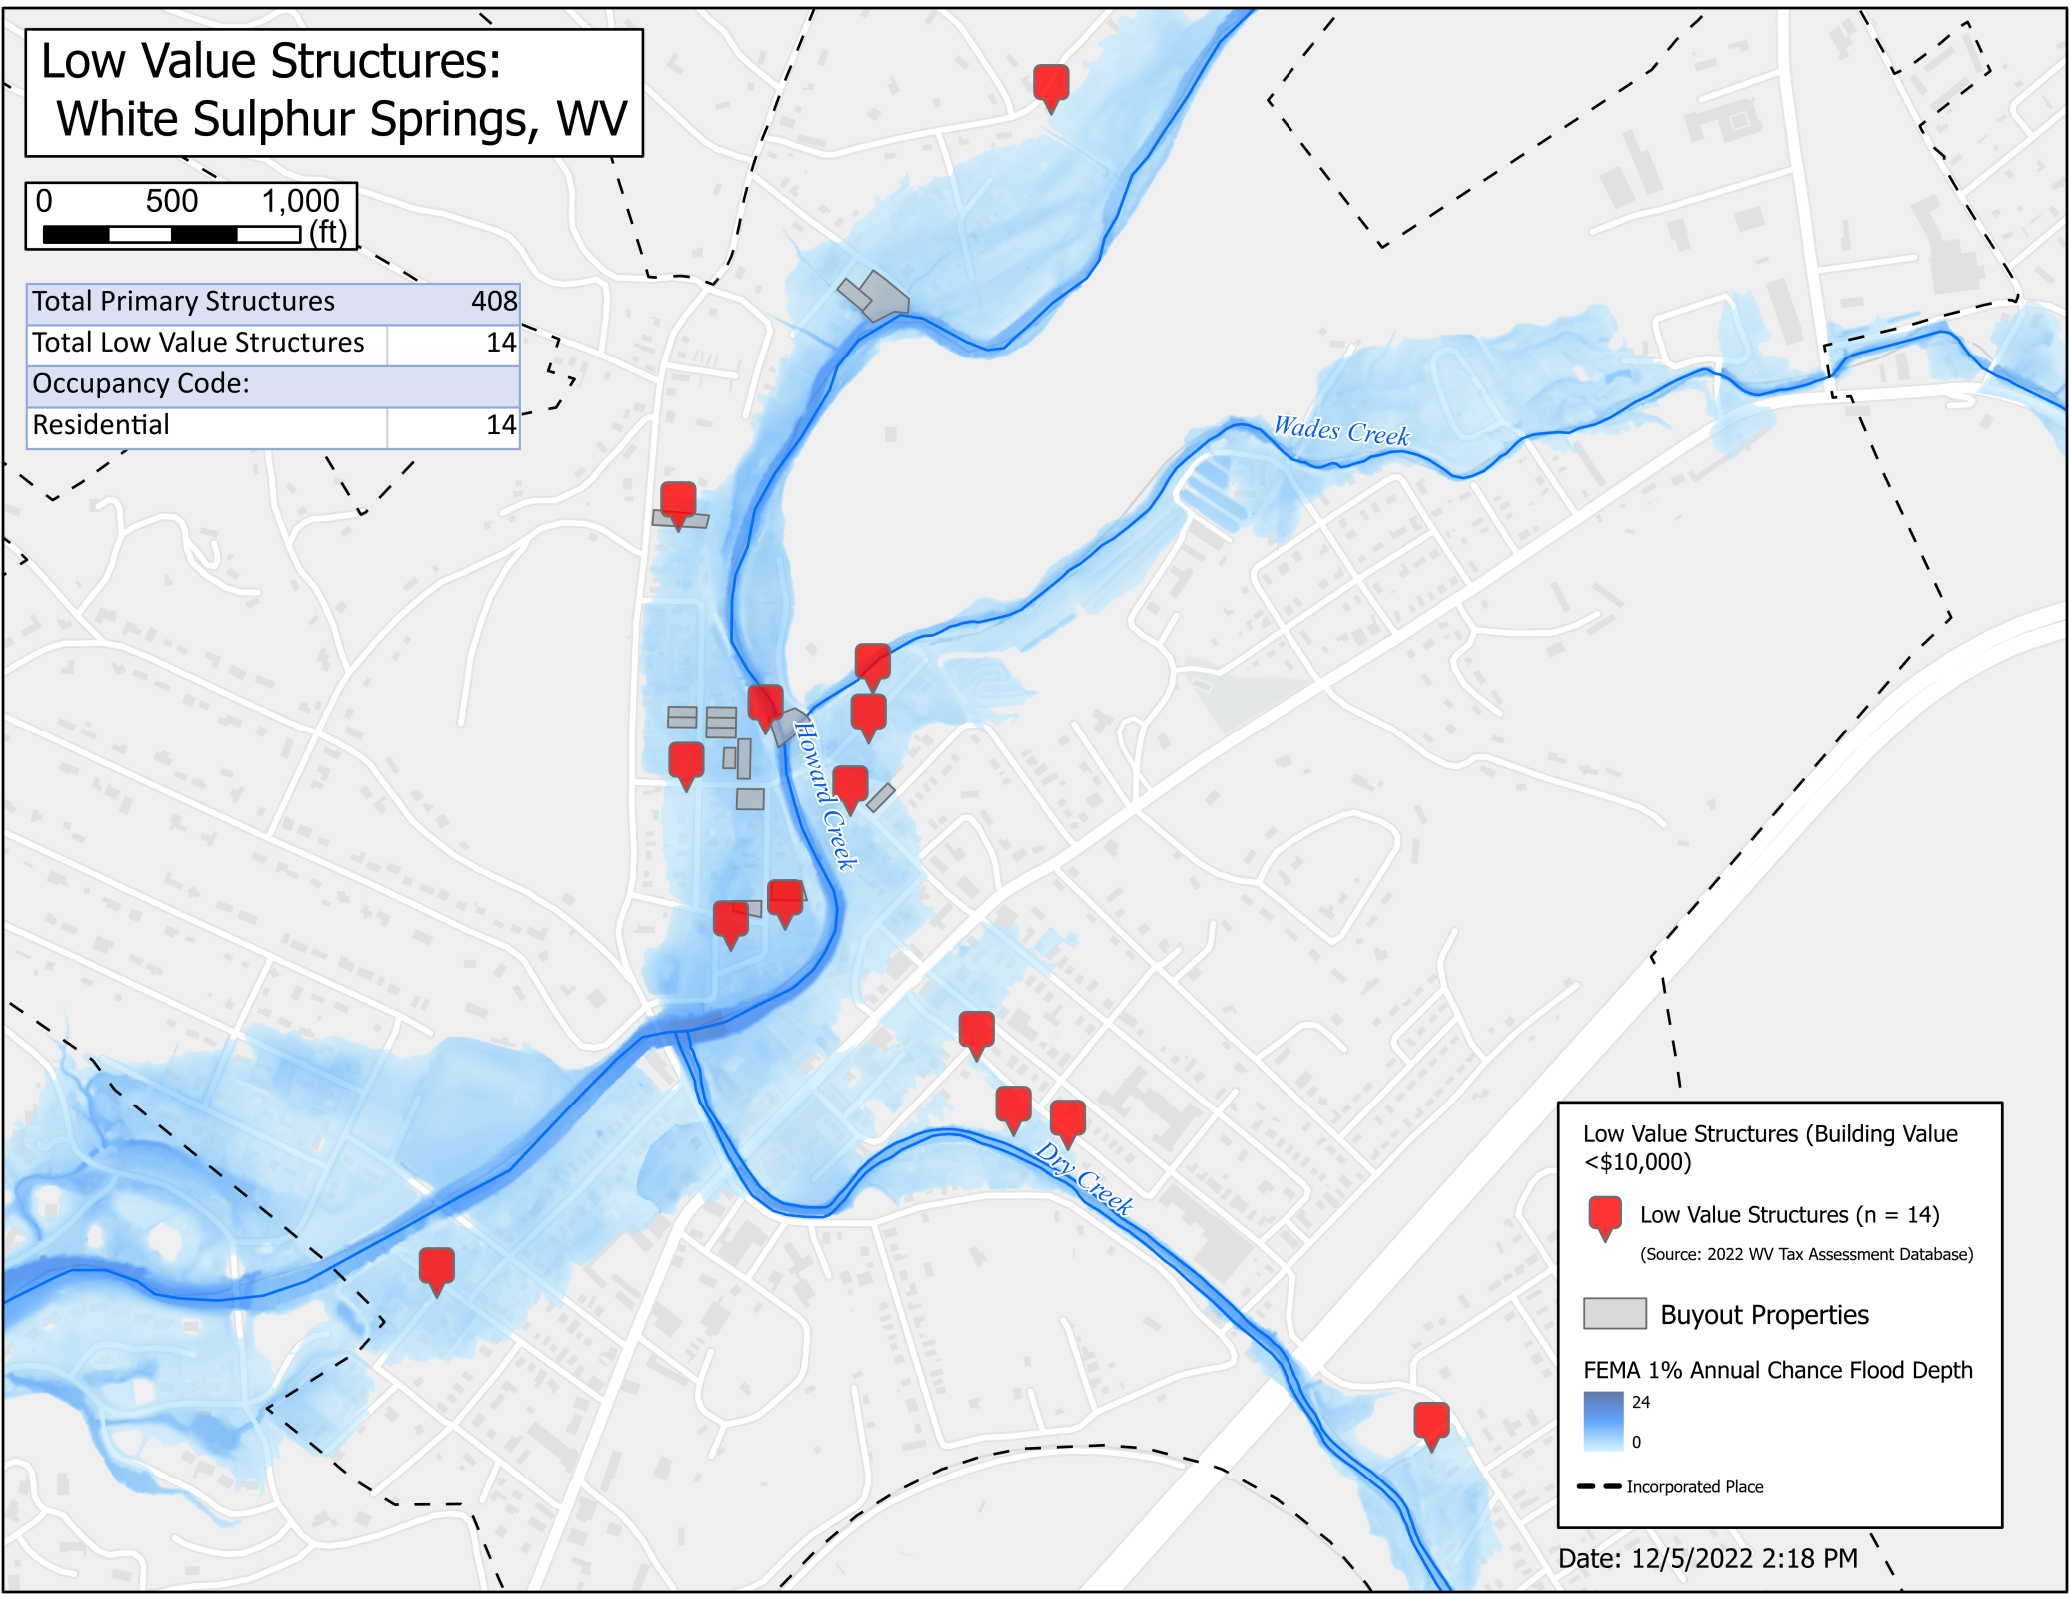 Low Value Structures:
White Sulphur Springs, WV
0 500 1,000
(ft)
Total Primary Structures 408
Total Low Value Structures 14
Occupancy Code:
Residential 14
Wades Creek
Howard Creek
Dry Creek
Low Value Structures (Building Value
<$10,000)
Low Value Structures (n = 14)
(Source: 2022 WV Tax Assessment Database)
Buyout Properties
FEMA 1% Annual Chance Flood Depth
24
0
Incorporated Place
Date: 12/5/2022 2:18 PM